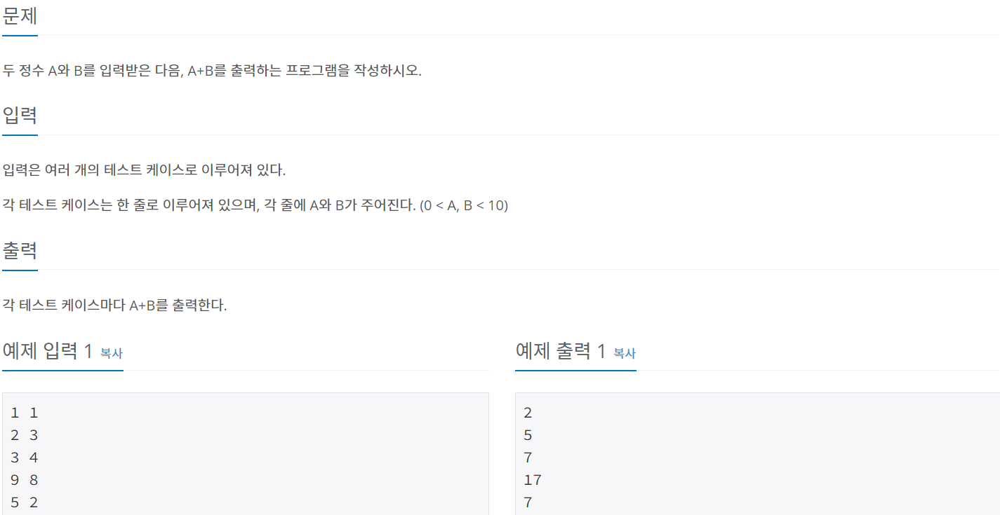 문제
두 정수 A와 B를 입력받은 다음, A+B를 출력하는 프로그램을 작성하시오.
입력
입력은 여러 개의 테스트 케이스로 이루어져 있다.
각 테스트 케이스는 한 줄로 이루어져 있으며, 각 줄에 A와 B가 주어진다. (0 < A, B < 10)
출력
각 테스트 케이스마다 A+B를 출력한다.
예제 입력 1 복사
1 1
2 3
3 4
9 8
5 2
예제 출력 1 복사
2
5
7
17
7